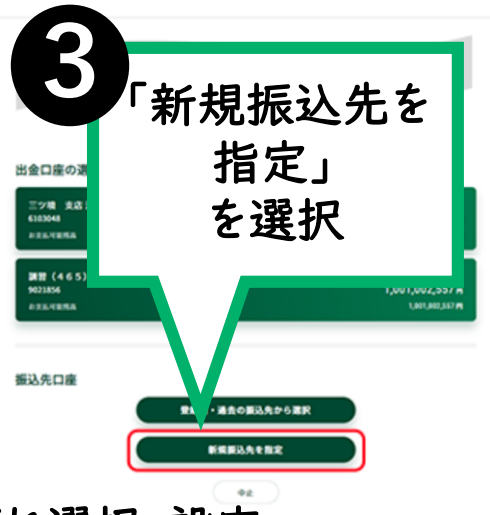 3
「新規振込先を
指定」
を選択
出金口座の選
三ツ境 支店
6103048
お支払可能残高
講習(465)
9021856
1,001,002,557円
お支払可能残高
1,001,002,557円
振込先口座
・過去の振込先から選択
新規振込先を指定
中止